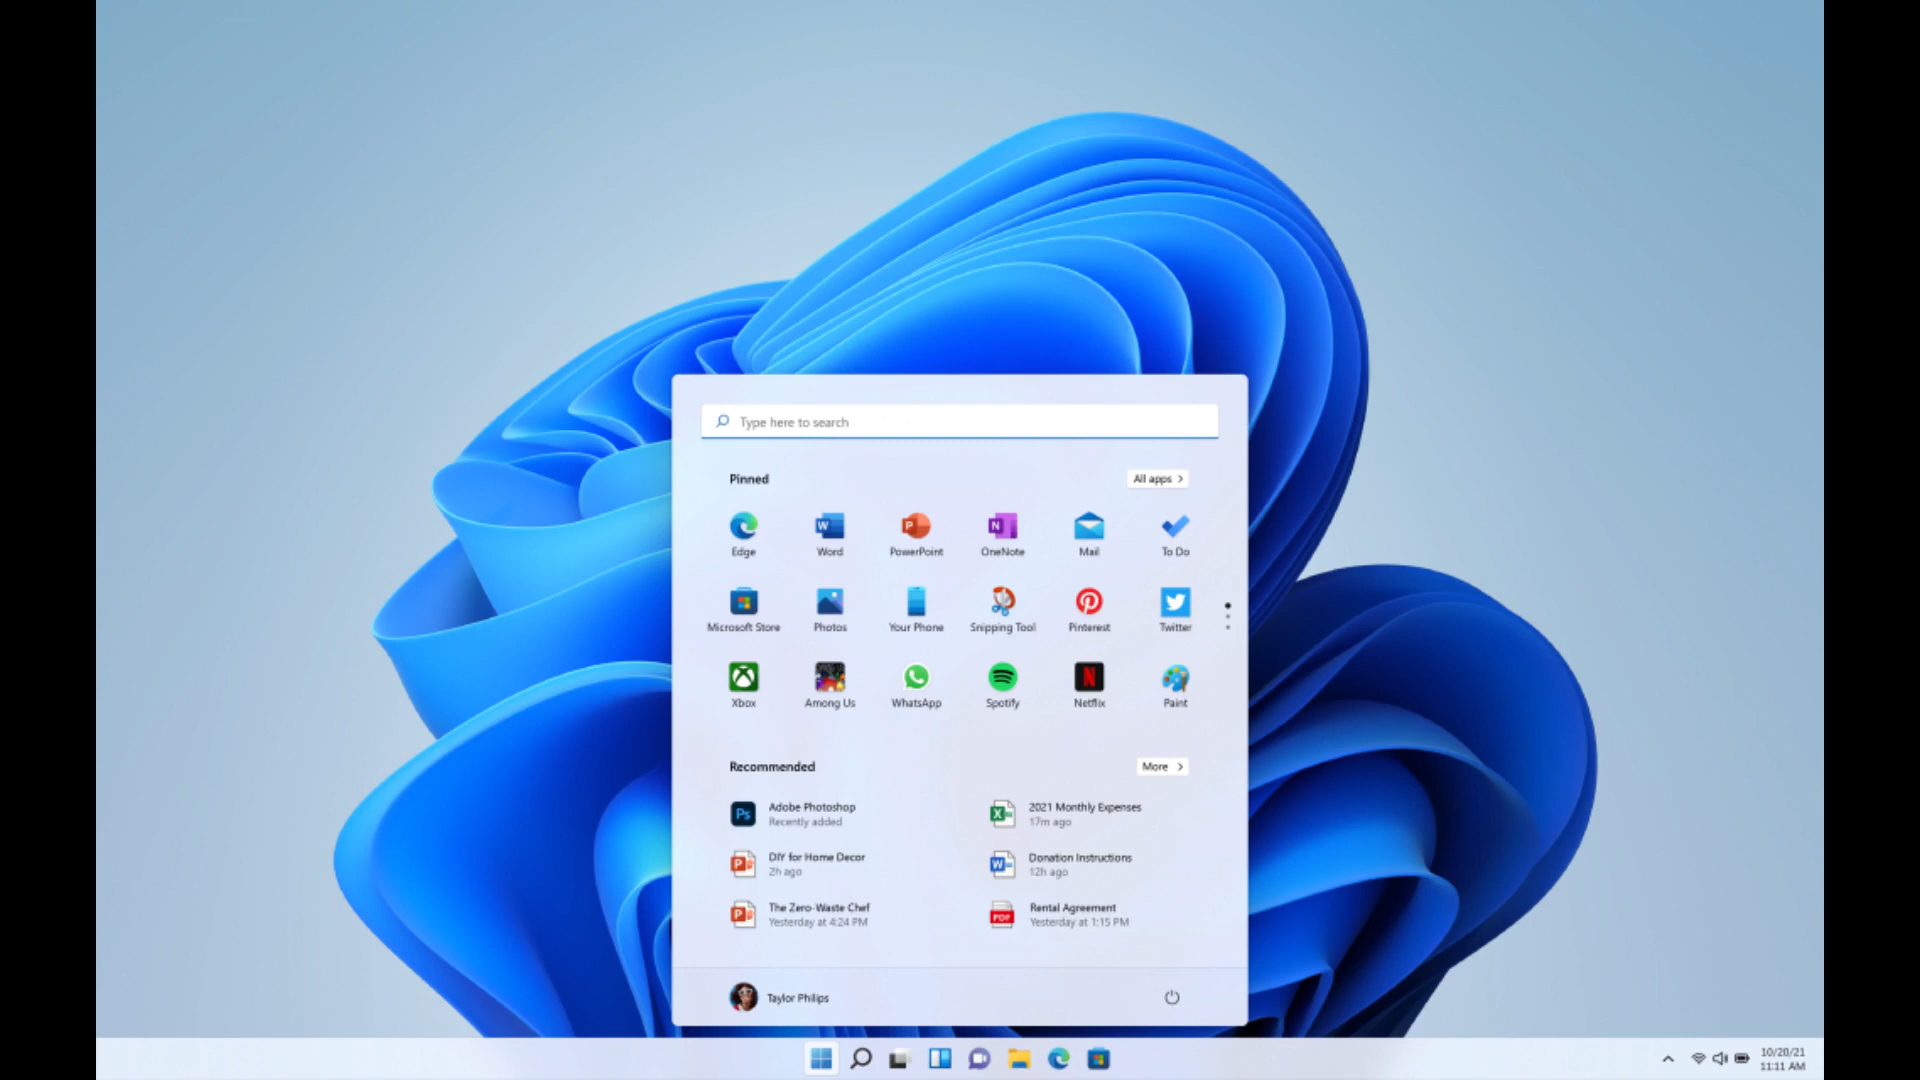 Type here to search
Pinned
All apps
Edge
Word
PowerPoint
OneNote
Mail
To Do
Microsoft Store
Photos
Your Phone
Snipping Tool
Pinterest
Twitter
Xbox
Among Us
WhatsApp
Spotify
Netflix
Paint
Recommended
More
Adobe Photoshop
Recently added
2021 Monthly Expenses
17m ago
DIY for Home Decor
2h ago
Donation Instructions
12h ago
The Zero-Waste Chef
Yesterday at 4:24 PM
Rental Agreement
Yesterday at 1:15 PM
Taylor Philips
10/20/21
11:11 AM